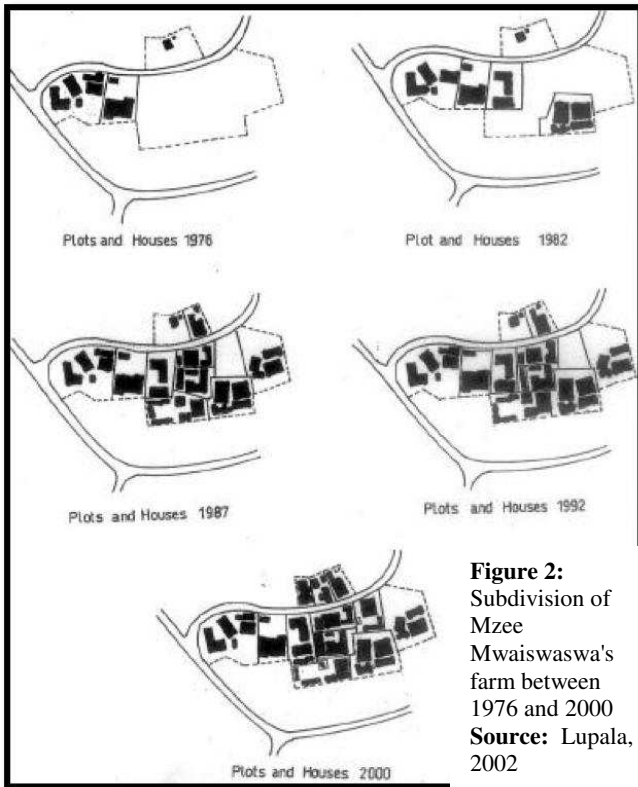 Plots and Houses 1976
Plot and Houses 1982
Plots and Houses 1987
Plots and Houses 1992
Plots and Houses 2000
Figure 2:
Subdivision of
Mzee
Mwaiswaswa's
farm between
1976 and 2000
Source: Lupala,
2002